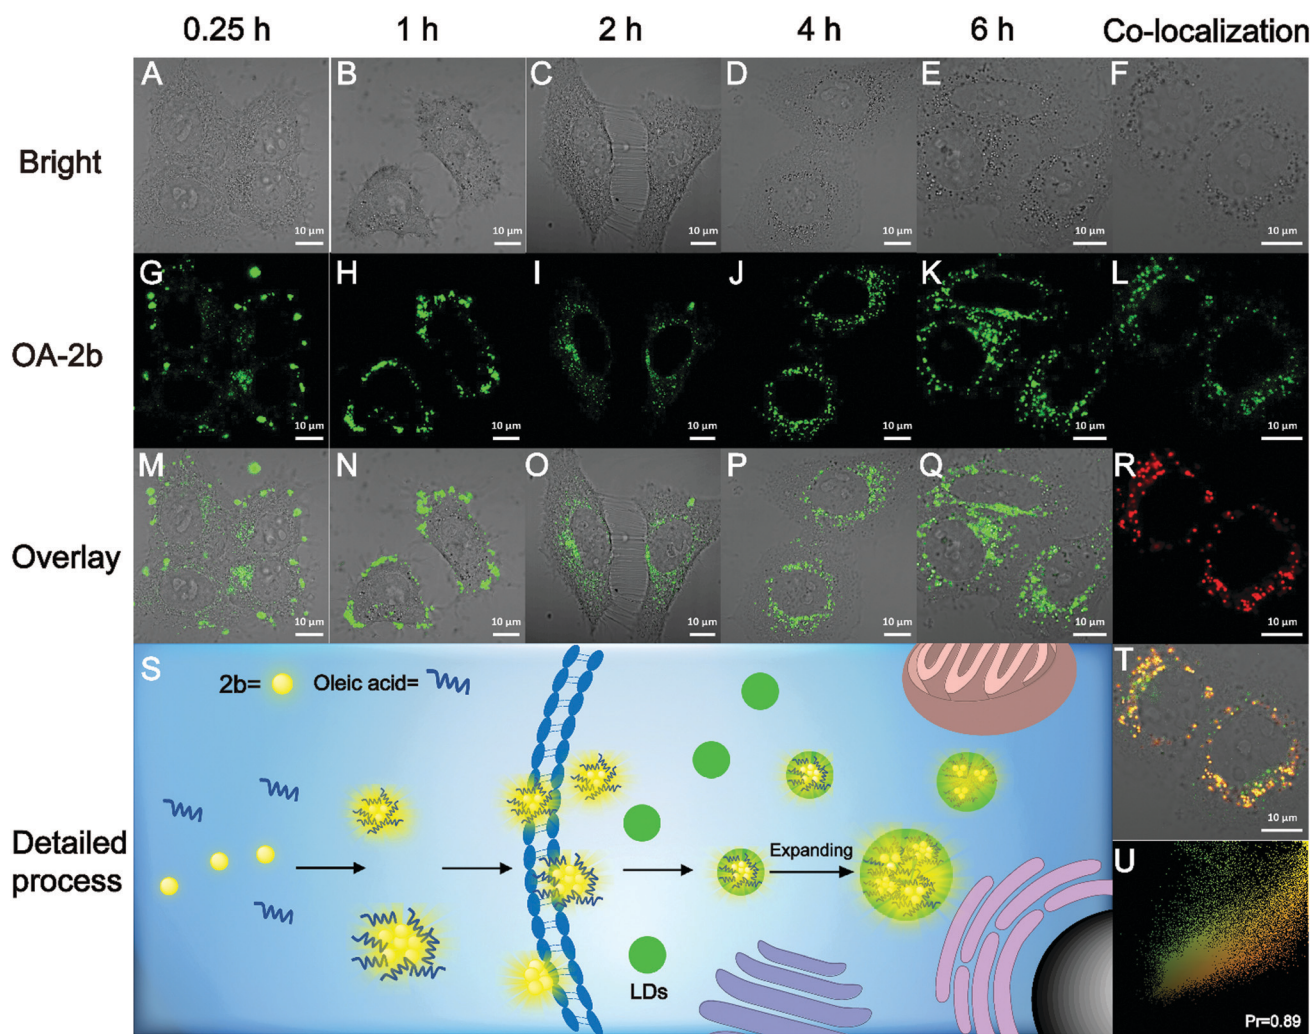 0.25 h 1 h 2 h 4 h 6 h Co-localization
Bright
A B C D E F
10 μm 10 μm 10 μm 10 μm 10 μm 10 μm
OA-2b
G H I J K L
10 μm 10 μm 10 μm 10 μm 10 μm 10 μm
Overlay
M N O P Q R
10 μm 10 μm 10 μm 10 μm 10 μm 10 μm
Detailed
process
S
2b= Oleic acid=
Expanding
LDs
T
10 μm
U
Pr=0.89